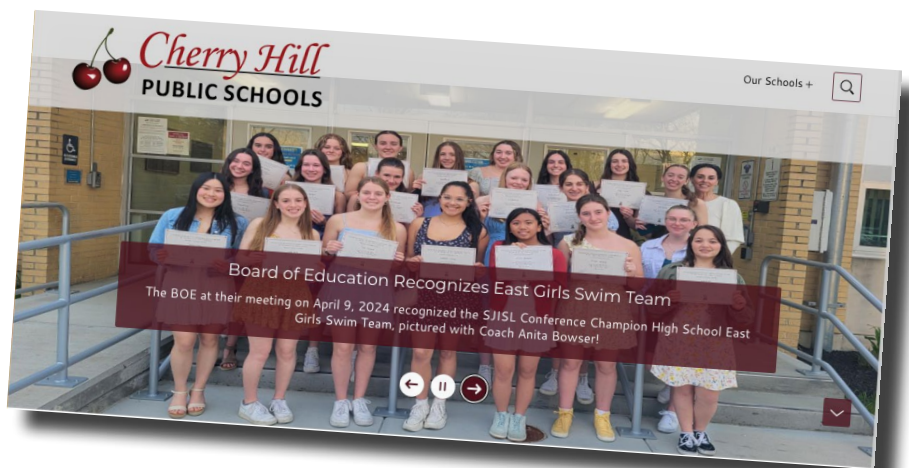 Cherry Hill
PUBLIC SCHOOLS
Our Schools +
Board of Education Recognizes East Girls Swim Team
The BOE at their meeting on April 9, 2024 recognized the SJISL Conference Champion High School East
Girls Swim Team, pictured with Coach Anita Bowser!